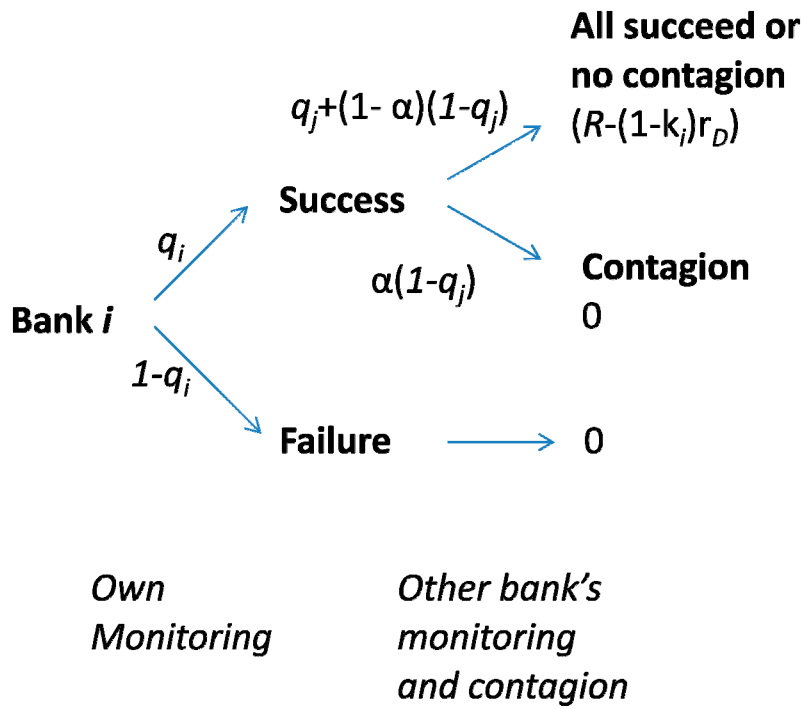 All succeed or
no contagion
(R-(1-kᵢ)r_D)
qⱼ+(1- α)(1-qⱼ)
Success
qᵢ
α(1-qⱼ)
Contagion
0
Bank i
1-qᵢ
Failure
0
Own
Monitoring
Other bank's
monitoring
and contagion